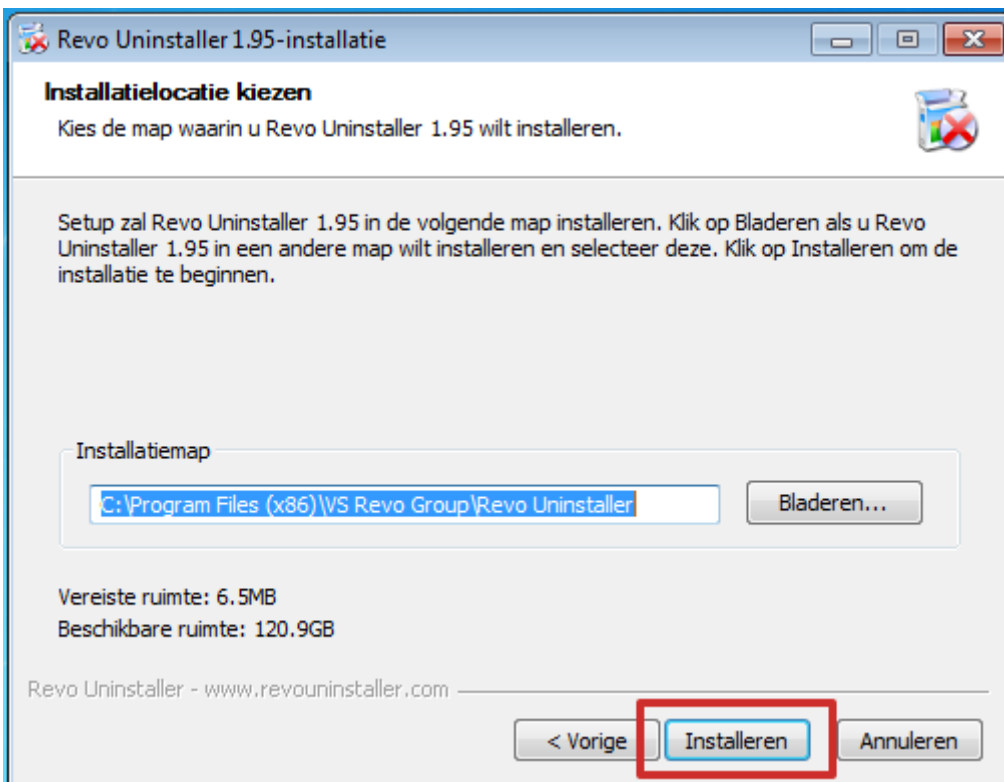 Revo Uninstaller 1.95-installatie
Installatielocatie kiezen
Kies de map waarin u Revo Uninstaller 1.95 wilt installeren.
Setup zal Revo Uninstaller 1.95 in de volgende map installeren. Klik op Bladeren als u Revo
Uninstaller 1.95 in een andere map wilt installeren en selecteer deze. Klik op Installeren om de
installatie te beginnen.
Installatiemap
C:\Program Files (x86)\VS Revo Group\Revo Uninstaller
Bladeren...
Vereiste ruimte: 6.5MB
Beschikbare ruimte: 120.9GB
Revo Uninstaller - www.revouninstaller.com
< Vorige
Installeren
Annuleren